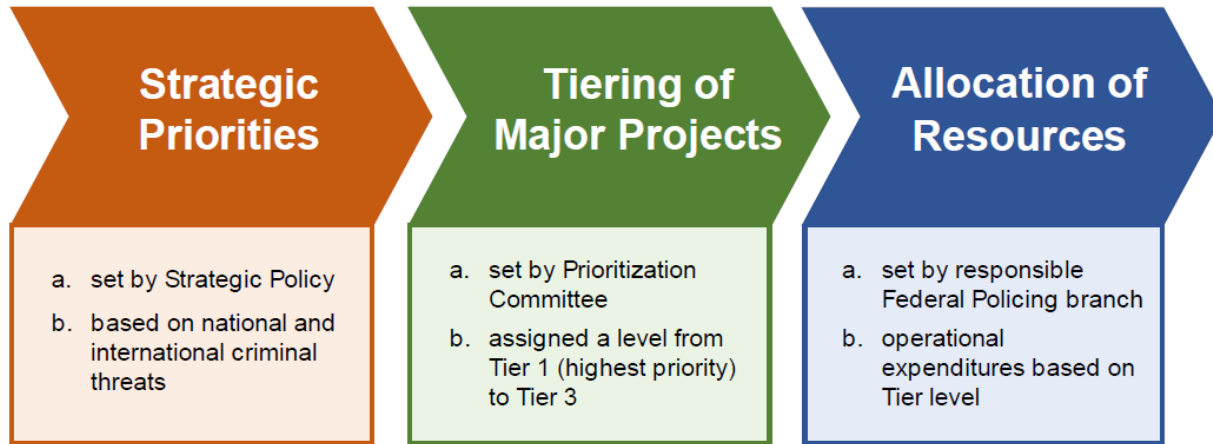 Strategic
Priorities
a. set by Strategic Policy
b. based on national and
international criminal
threats
Tiering of
Major Projects
a. set by Prioritization
Committee
b. assigned a level from
Tier 1 (highest priority)
to Tier 3
Allocation of
Resources
a. set by responsible
Federal Policing branch
b. operational
expenditures based on
Tier level